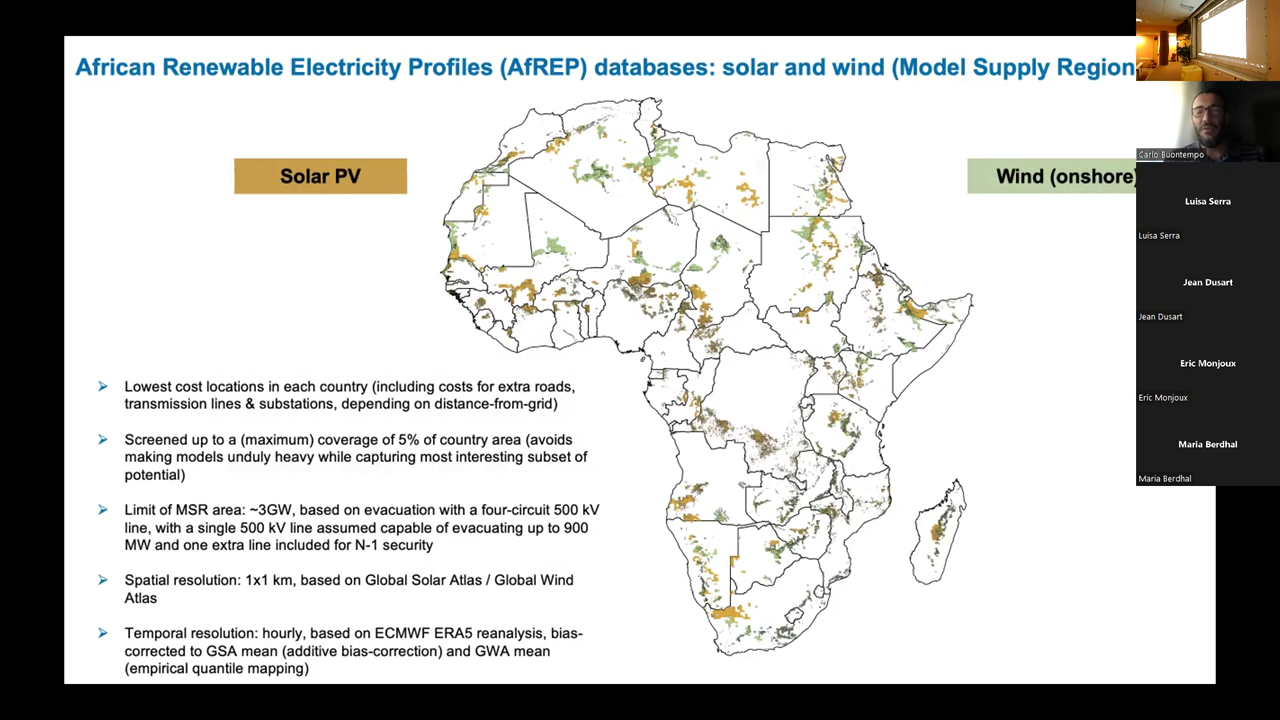 African Renewable Electricity Profiles (AfREP) databases: solar and wind (Model Supply Region
Solar PV
Wind (onshore)
Lowest cost locations in each country (including costs for extra roads,
transmission lines & substations, depending on distance-from-grid)
Screened up to a (maximum) coverage of 5% of country area (avoids
making models unduly heavy while capturing most interesting subset of
potential)
Limit of MSR area: ~3GW, based on evacuation with a four-circuit 500 kV
line, with a single 500 kV line assumed capable of evacuating up to 900
MW and one extra line included for N-1 security
Spatial resolution: 1x1 km, based on Global Solar Atlas / Global Wind
Atlas
Temporal resolution: hourly, based on ECMWF ERA5 reanalysis, bias-
corrected to GSA mean (additive bias-correction) and GWA mean
(empirical quantile mapping)
Carlo Buontempo
Luisa Serra
Luisa Serra
Jean Dusart
Jean Dusart
Eric Monjoux
Eric Monjoux
Maria Berdhal
Maria Berdhal